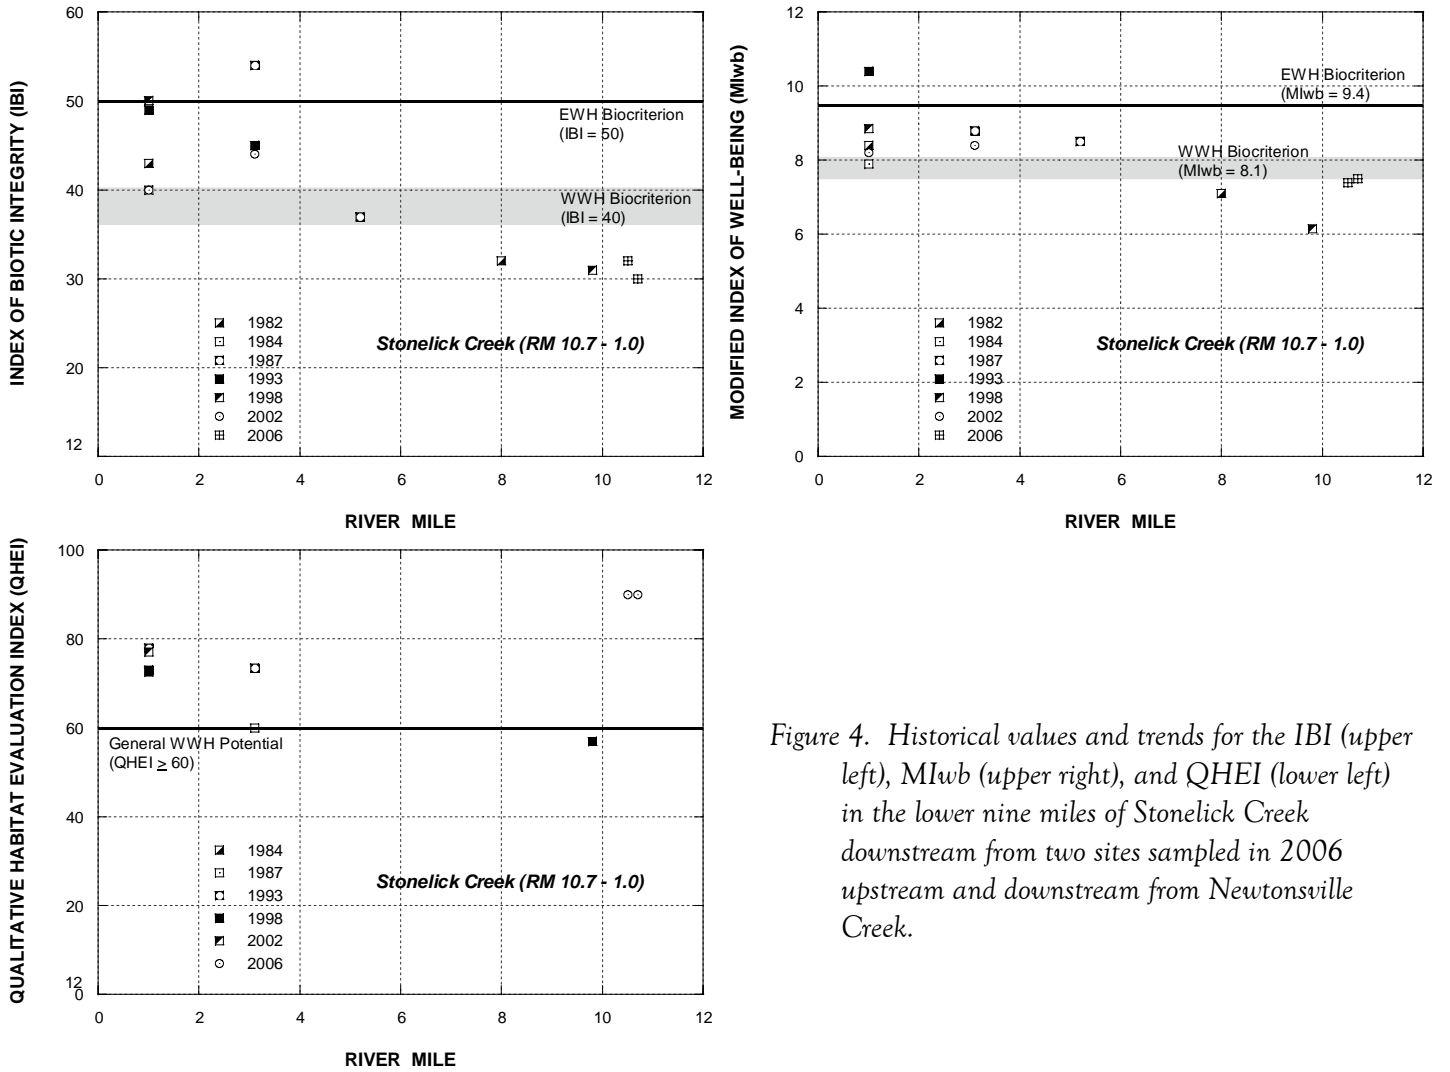 INDEX OF BIOTIC INTEGRITY (IBI)
60
50
40
30
20
12
EWH Biocriterion
(IBI = 50)
WWH Biocriterion
(IBI = 40)
1982
1984
1987
1993
1998
2002
2006
Stonelick Creek (RM 10.7 - 1.0)
0 2 4 6 8 10 12
RIVER MILE
MODIFIED INDEX OF WELL-BEING (MIwb)
12
10
8
6
4
2
0
EWH Biocriterion
(MIwb = 9.4)
WWH Biocriterion
(MIwb = 8.1)
1982
1984
1987
1993
1998
2002
2006
Stonelick Creek (RM 10.7 - 1.0)
0 2 4 6 8 10 12
RIVER MILE
QUALITATIVE HABITAT EVALUATION INDEX (QHEI)
100
80
60
40
20
12
0
General WWH Potential
(QHEI ≥ 60)
1984
1987
1993
1998
2002
2006
Stonelick Creek (RM 10.7 - 1.0)
0 2 4 6 8 10 12
RIVER MILE
Figure 4. Historical values and trends for the IBI (upper
left), MIwb (upper right), and QHEI (lower left)
in the lower nine miles of Stonelick Creek
downstream from two sites sampled in 2006
upstream and downstream from Newtonsville
Creek.